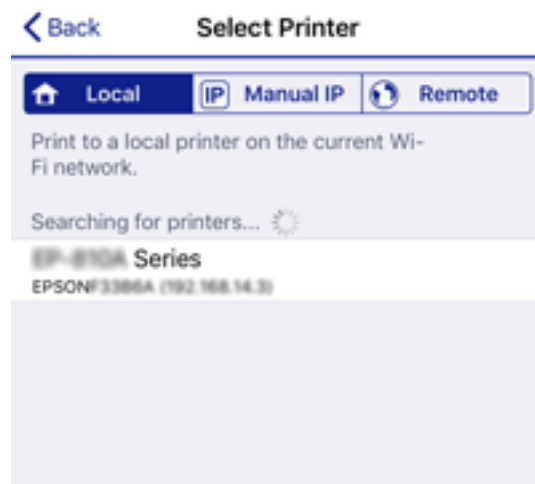 Back
Select Printer
Local
IP Manual IP
Remote
Print to a local printer on the current Wi-
Fi network.
Searching for printers...
Series
EPSON